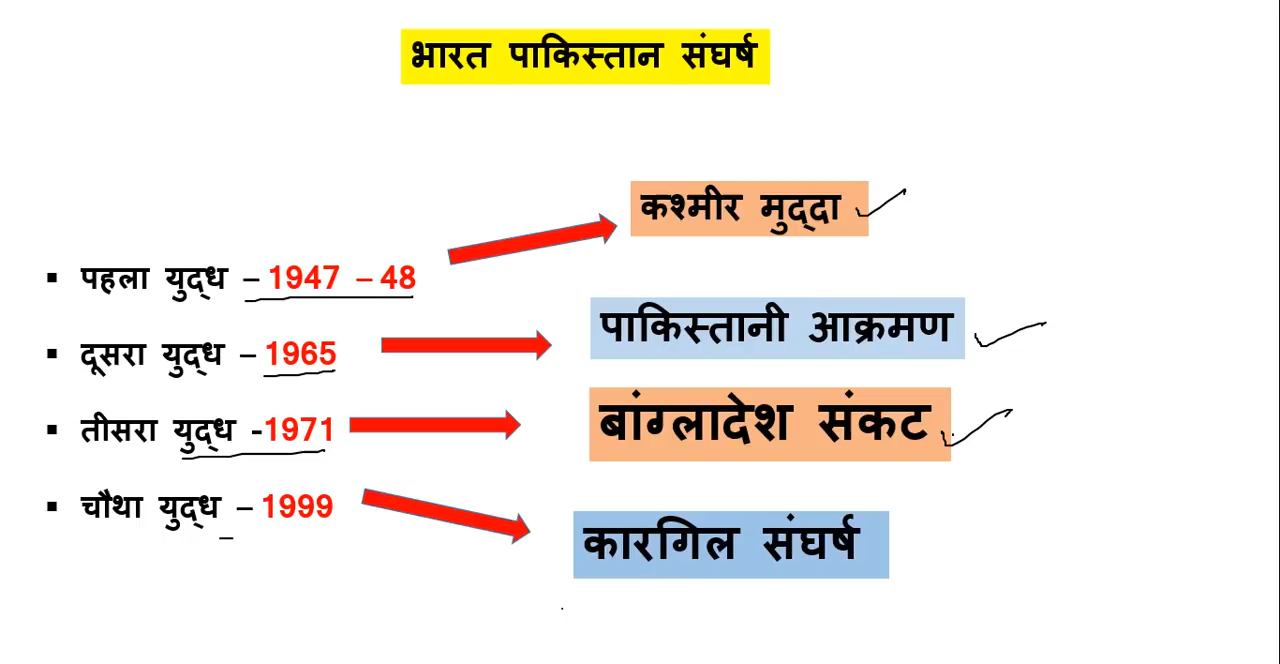 भारत पाकिस्तान संघर्ष
▪ पहला युद्ध – 1947 – 48
कश्मीर मुद्दा
▪ दूसरा युद्ध – 1965
पाकिस्तानी आक्रमण
▪ तीसरा युद्ध -1971
बांग्लादेश संकट
▪ चौथा युद्ध – 1999
कारगिल संघर्ष